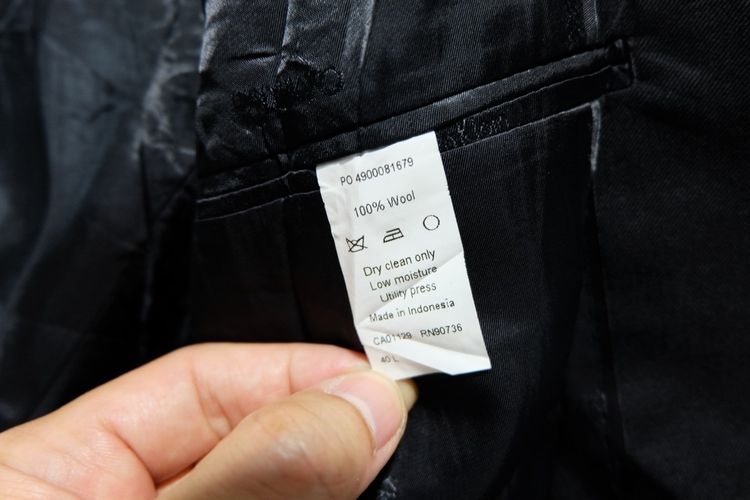 PO 4900081679
100% Wool
Dry clean only
Low moisture
Utility press
Made in Indonesia
CA01129 RN90736
40 L